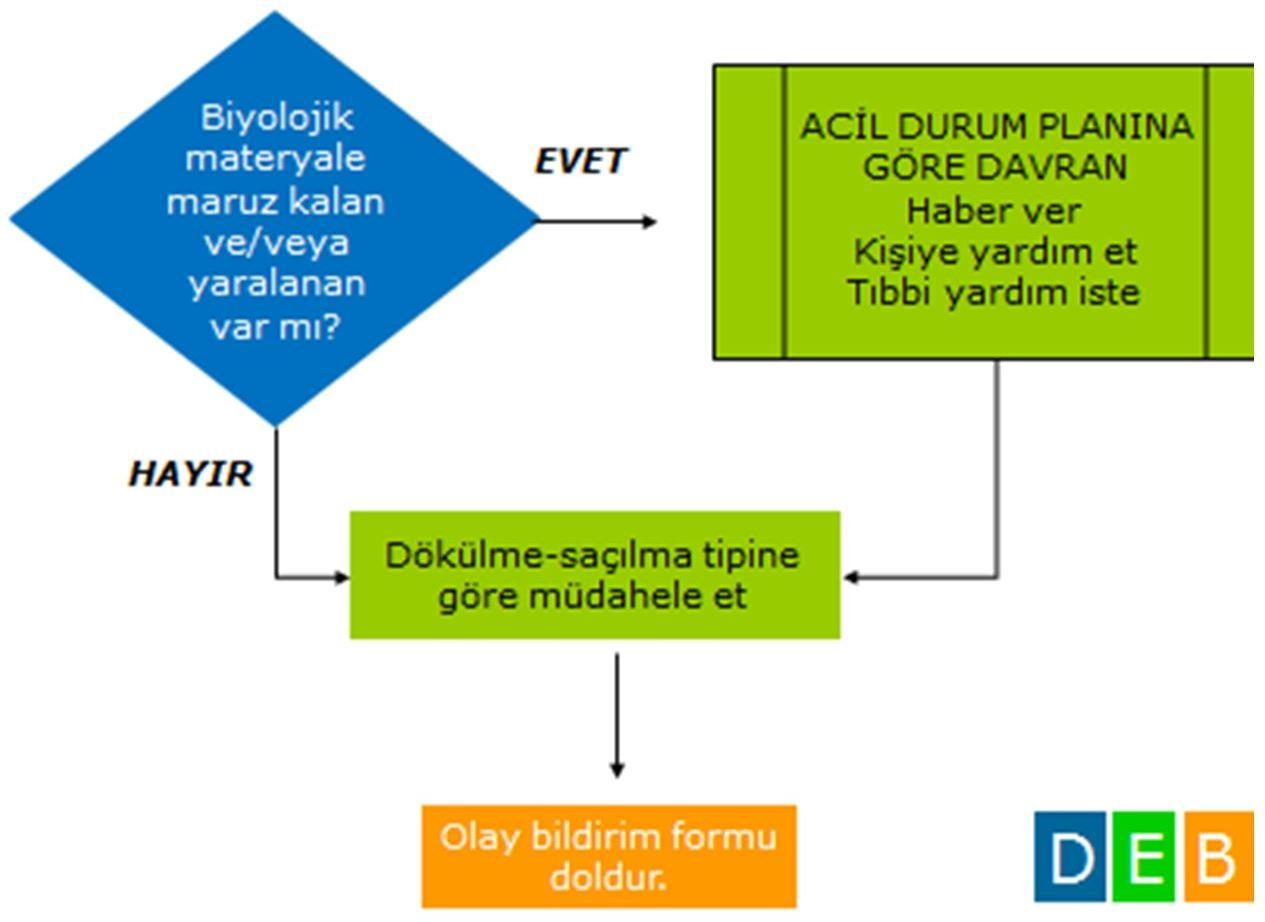 Biyolojik
materyale
maruz kalan
ve/veya
yaralanan
var mı?
EVET
ACİL DURUM PLANINA
GÖRE DAVRAN
Haber ver
Kişiye yardım et
Tıbbi yardım iste
HAYIR
Dökülme-saçılma tipine
göre müdahele et
Olay bildirim formu
doldur.
D E B